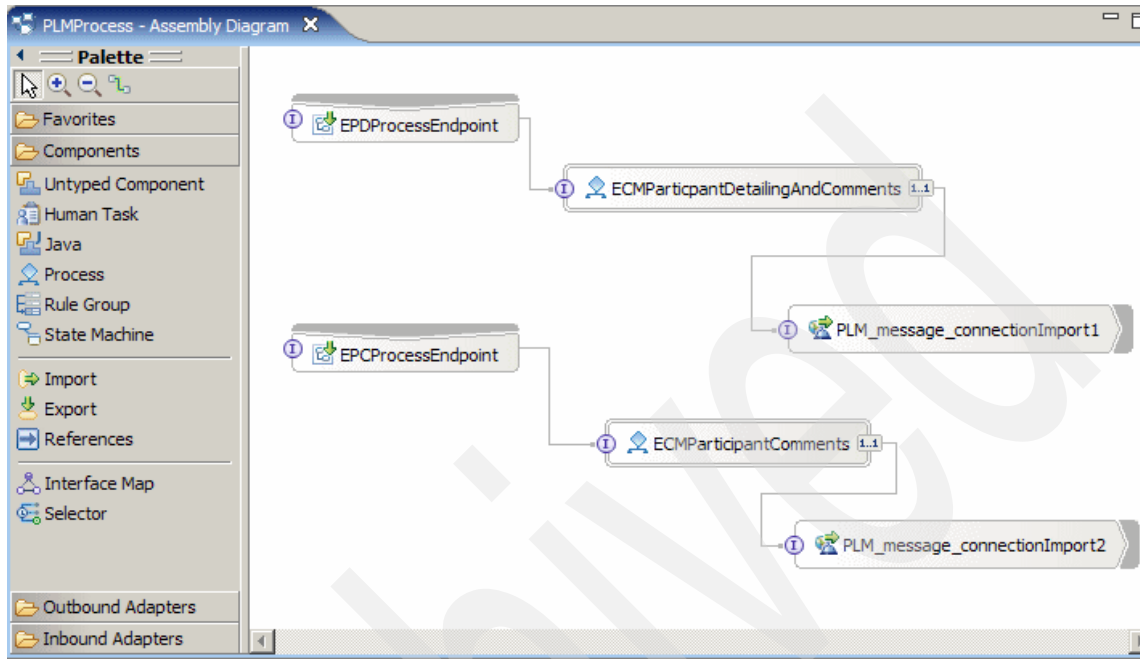 PLMProcess - Assembly Diagram
Palette
Favorites
Components
Untyped Component
Human Task
Java
Process
Rule Group
State Machine
Import
Export
References
Interface Map
Selector
Outbound Adapters
Inbound Adapters
I EPDProcessEndpoint
I ECMParticpantDetailingAndComments 1..1
I PLM_message_connectionImport1
I EPCProcessEndpoint
I ECMParticipantComments 1..1
I PLM_message_connectionImport2
hived